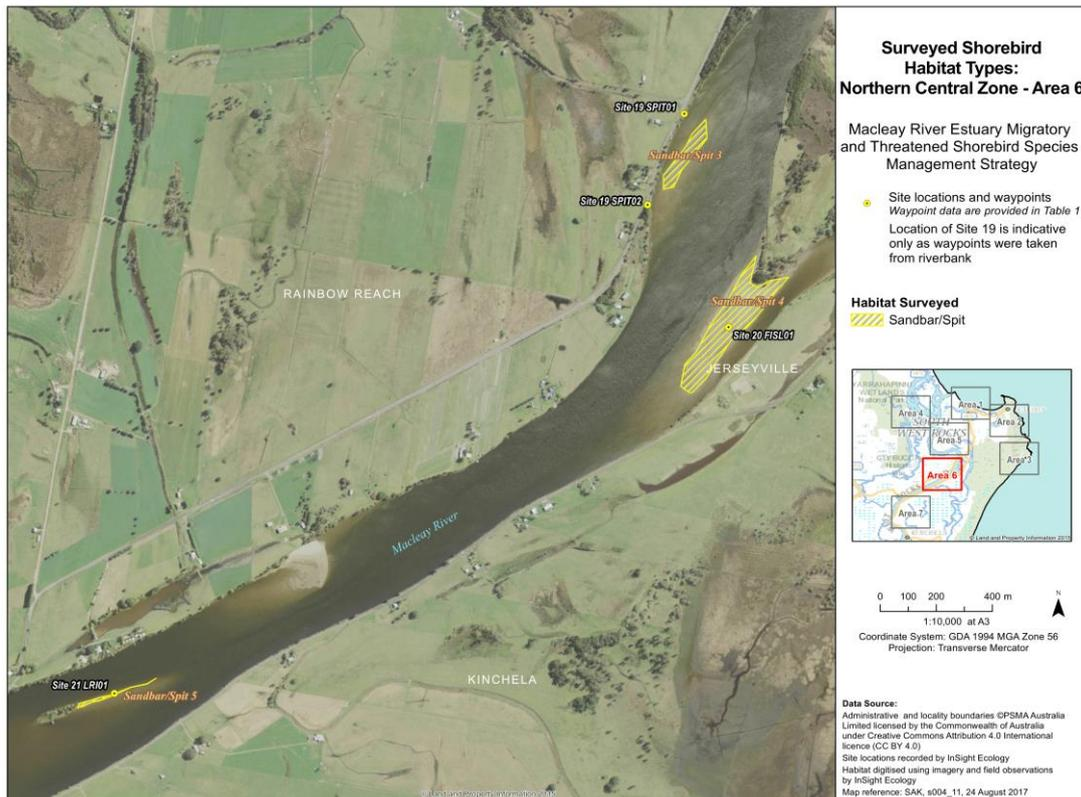 Site 19 SPIT01
Sandbar/Spit 3
Site 19 SPIT02
RAINBOW REACH
Sandbar/Spit 4
Site 20 FISL01
JERSEYVILLE
Macleay River
KINCHELA
Site 21 LRI01
Sandbar/Spit 5
© Land and Property Information 2015
Surveyed Shorebird
Habitat Types:
Northern Central Zone - Area 6
Macleay River Estuary Migratory
and Threatened Shorebird Species
Management Strategy
Site locations and waypoints
Waypoint data are provided in Table 1
Location of Site 19 is indicative
only as waypoints were taken
from riverbank
Habitat Surveyed
Sandbar/Spit
YARRAHAPINNI
WETLANDS
National Park
Area 1
Area 4
Area 2
SOUTH
WEST ROCKS
Area 5
Area 3
Area 6
Area 7
© Land and Property Information 2015
0 100 200 400 m
N
1:10,000 at A3
Coordinate System: GDA 1994 MGA Zone 56
Projection: Transverse Mercator
Data Source:
Administrative and locality boundaries ©PSMA Australia
Limited licensed by the Commonwealth of Australia
under Creative Commons Attribution 4.0 International
licence (CC BY 4.0)
Site locations recorded by InSight Ecology
Habitat digitised using imagery and field observations
by InSight Ecology
Map reference: SAK, s004_11, 24 August 2017